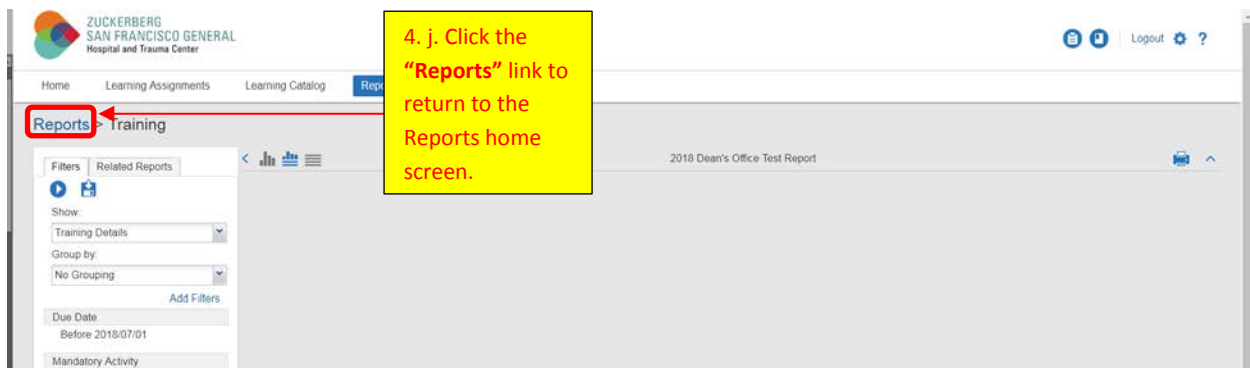 ZUCKERBERG
SAN FRANCISCO GENERAL
Hospital and Trauma Center
Logout ?
Home Learning Assignments Learning Catalog
4. j. Click the
“Reports” link to
return to the
Reports home
screen.
Reports > Training
Filters Related Reports
2018 Dean's Office Test Report
Show:
Training Details
Group by:
No Grouping
Add Filters
Due Date
Before 2018/07/01
Mandatory Activity